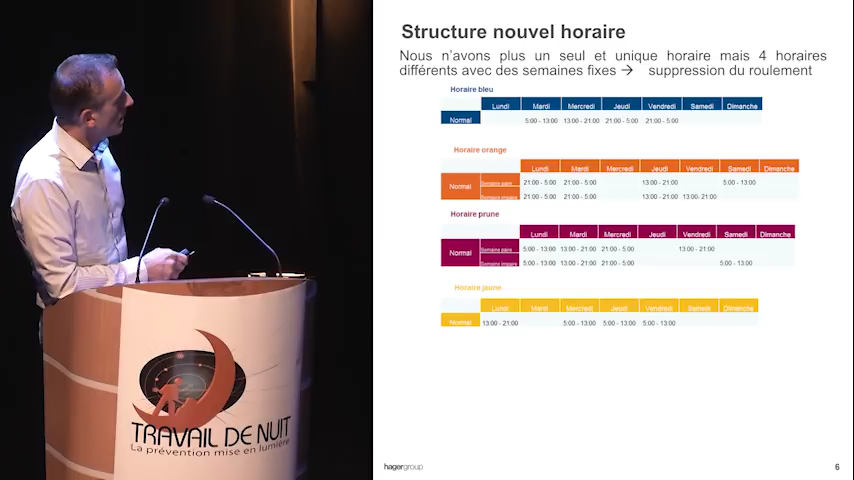 Structure nouvel horaire
Nous n'avons plus un seul et unique horaire mais 4 horaires
différents avec des semaines fixes → suppression du roulement
Horaire bleu
Lundi Mardi Mercredi Jeudi Vendredi Samedi Dimanche
Normal 5:00 - 13:00 13:00 - 21:00 21:00 - 5:00 21:00 - 5:00
Horaire orange
Lundi Mardi Mercredi Jeudi Vendredi Samedi Dimanche
Normal Semaine paire 21:00 - 5:00 21:00 - 5:00 13:00 - 21:00 5:00 - 13:00
Semaine impaire 21:00 - 5:00 21:00 - 5:00 13:00 - 21:00 13:00- 21:00
Horaire prune
Lundi Mardi Mercredi Jeudi Vendredi Samedi Dimanche
Normal Semaine paire 5:00 - 13:00 13:00 - 21:00 21:00 - 5:00 13:00 - 21:00
Semaine impaire 5:00 - 13:00 13:00 - 21:00 21:00 - 5:00 5:00 - 13:00
Horaire jaune
Lundi Mardi Mercredi Jeudi Vendredi Samedi Dimanche
Normal 13:00 - 21:00 5:00 - 13:00 5:00 - 13:00 5:00 - 13:00
TRAVAIL DE NUIT
La prévention mise en lumière
hagergroup
6